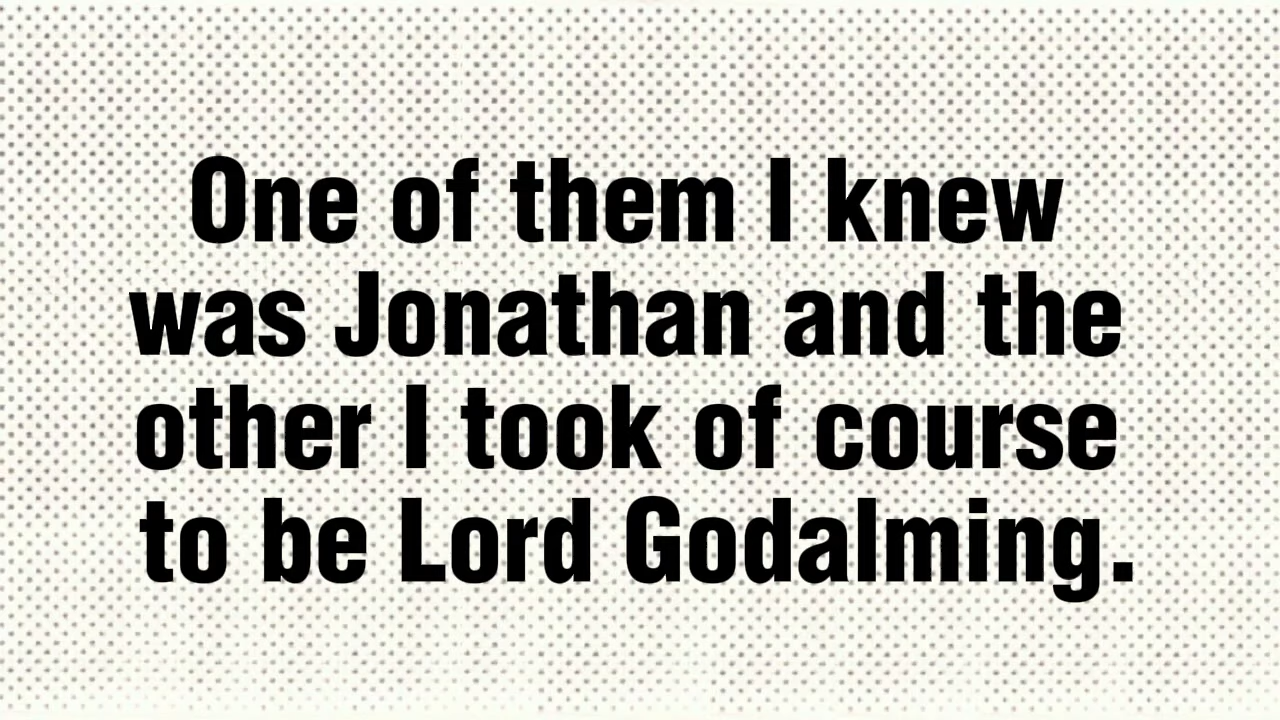 One of them I knew
was Jonathan and the
other I took of course
to be Lord Godalming.